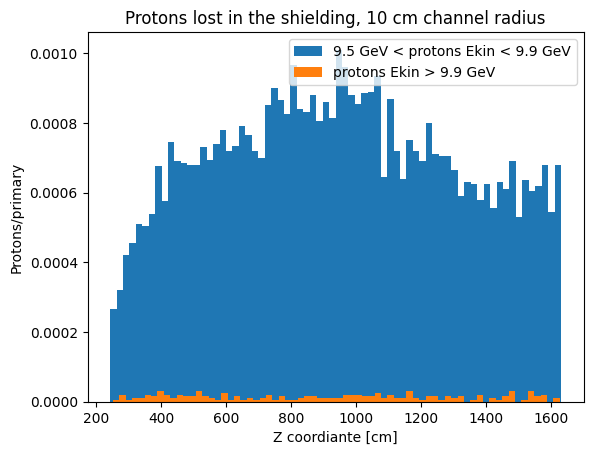 Protons lost in the shielding, 10 cm channel radius
9.5 GeV < protons Ekin < 9.9 GeV
protons Ekin > 9.9 GeV
Protons/primary
0.0010
0.0008
0.0006
0.0004
0.0002
0.0000
200 400 600 800 1000 1200 1400 1600
Z coordiante [cm]